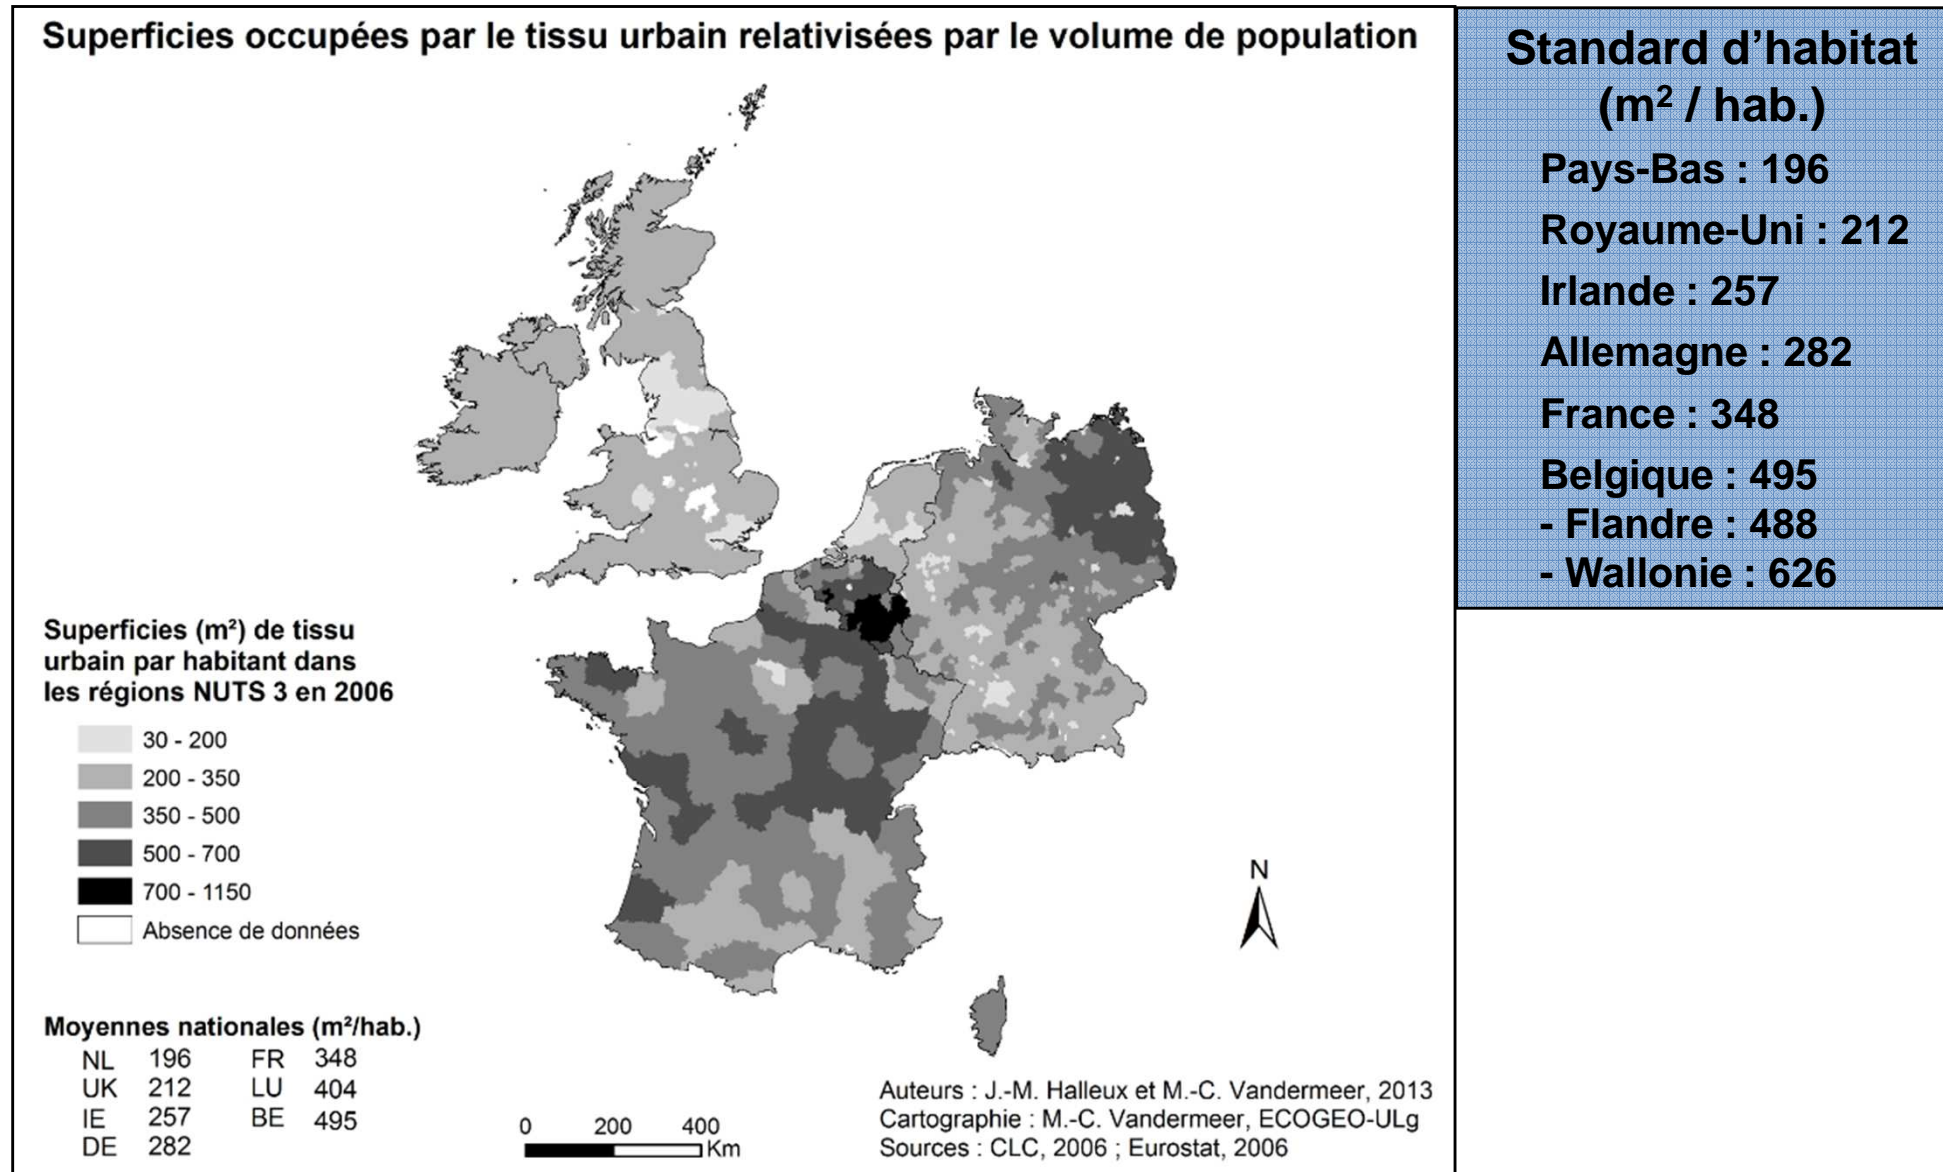 Superficies occupées par le tissu urbain relativisées par le volume de population
Superficies (m²) de tissu
urbain par habitant dans
les régions NUTS 3 en 2006
30 - 200
200 - 350
350 - 500
500 - 700
700 - 1150
Absence de données
Moyennes nationales (m²/hab.)
NL 196 FR 348
UK 212 LU 404
IE 257 BE 495
DE 282
0 200 400
Km
N
Auteurs : J.-M. Halleux et M.-C. Vandermeer, 2013
Cartographie : M.-C. Vandermeer, ECOGEO-ULg
Sources : CLC, 2006 ; Eurostat, 2006
Standard d’habitat
(m² / hab.)
Pays-Bas : 196
Royaume-Uni : 212
Irlande : 257
Allemagne : 282
France : 348
Belgique : 495
- Flandre : 488
- Wallonie : 626